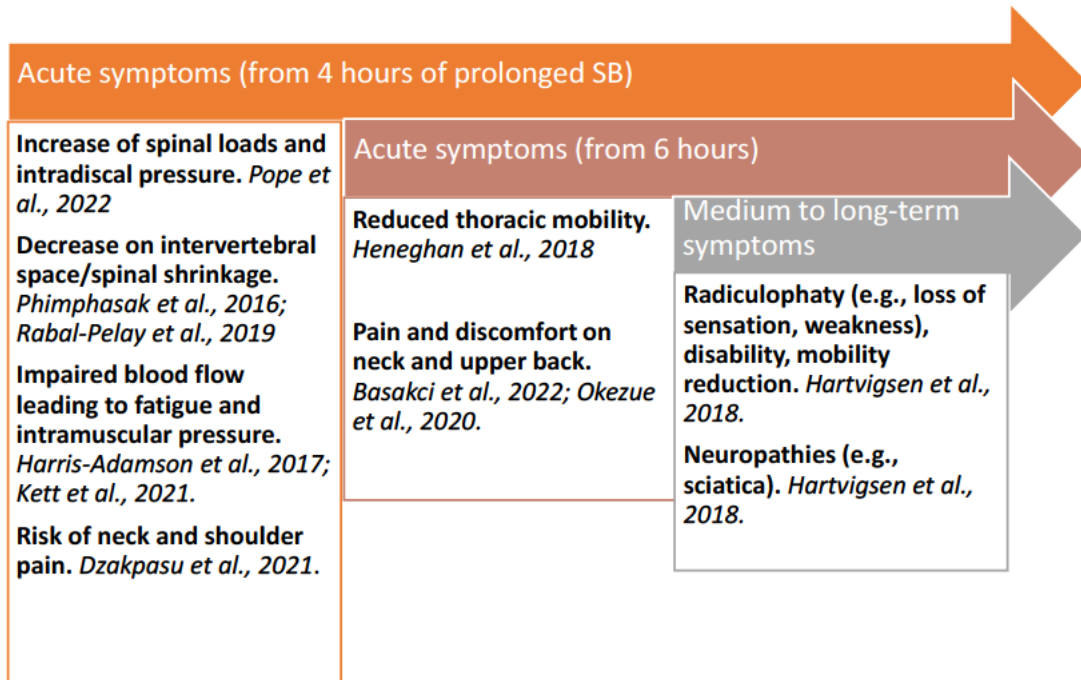 Acute symptoms (from 4 hours of prolonged SB)
Increase of spinal loads and
intradiscal pressure. Pope et
al., 2022
Decrease on intervertebral
space/spinal shrinkage.
Phimphasak et al., 2016;
Rabal-Pelay et al., 2019
Impaired blood flow
leading to fatigue and
intramuscular pressure.
Harris-Adamson et al., 2017;
Kett et al., 2021.
Risk of neck and shoulder
pain. Dzakpasu et al., 2021.
Acute symptoms (from 6 hours)
Reduced thoracic mobility.
Heneghan et al., 2018
Pain and discomfort on
neck and upper back.
Basakci et al., 2022; Okezue
et al., 2020.
Medium to long-term
symptoms
Radiculophaty (e.g., loss of
sensation, weakness),
disability, mobility
reduction. Hartvigsen et al.,
2018.
Neuropathies (e.g.,
sciatica). Hartvigsen et al.,
2018.